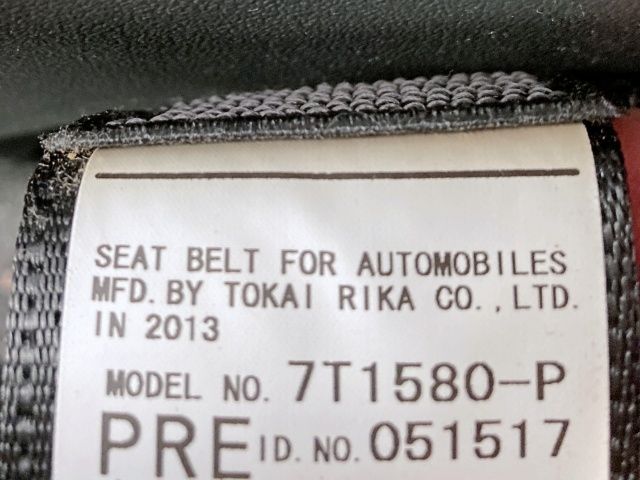 SEAT BELT FOR AUTOMOBILES
MFD. BY TOKAI RIKA CO., LTD.
IN 2013
MODEL NO. 7T1580-P
PRE ID. NO. 051517